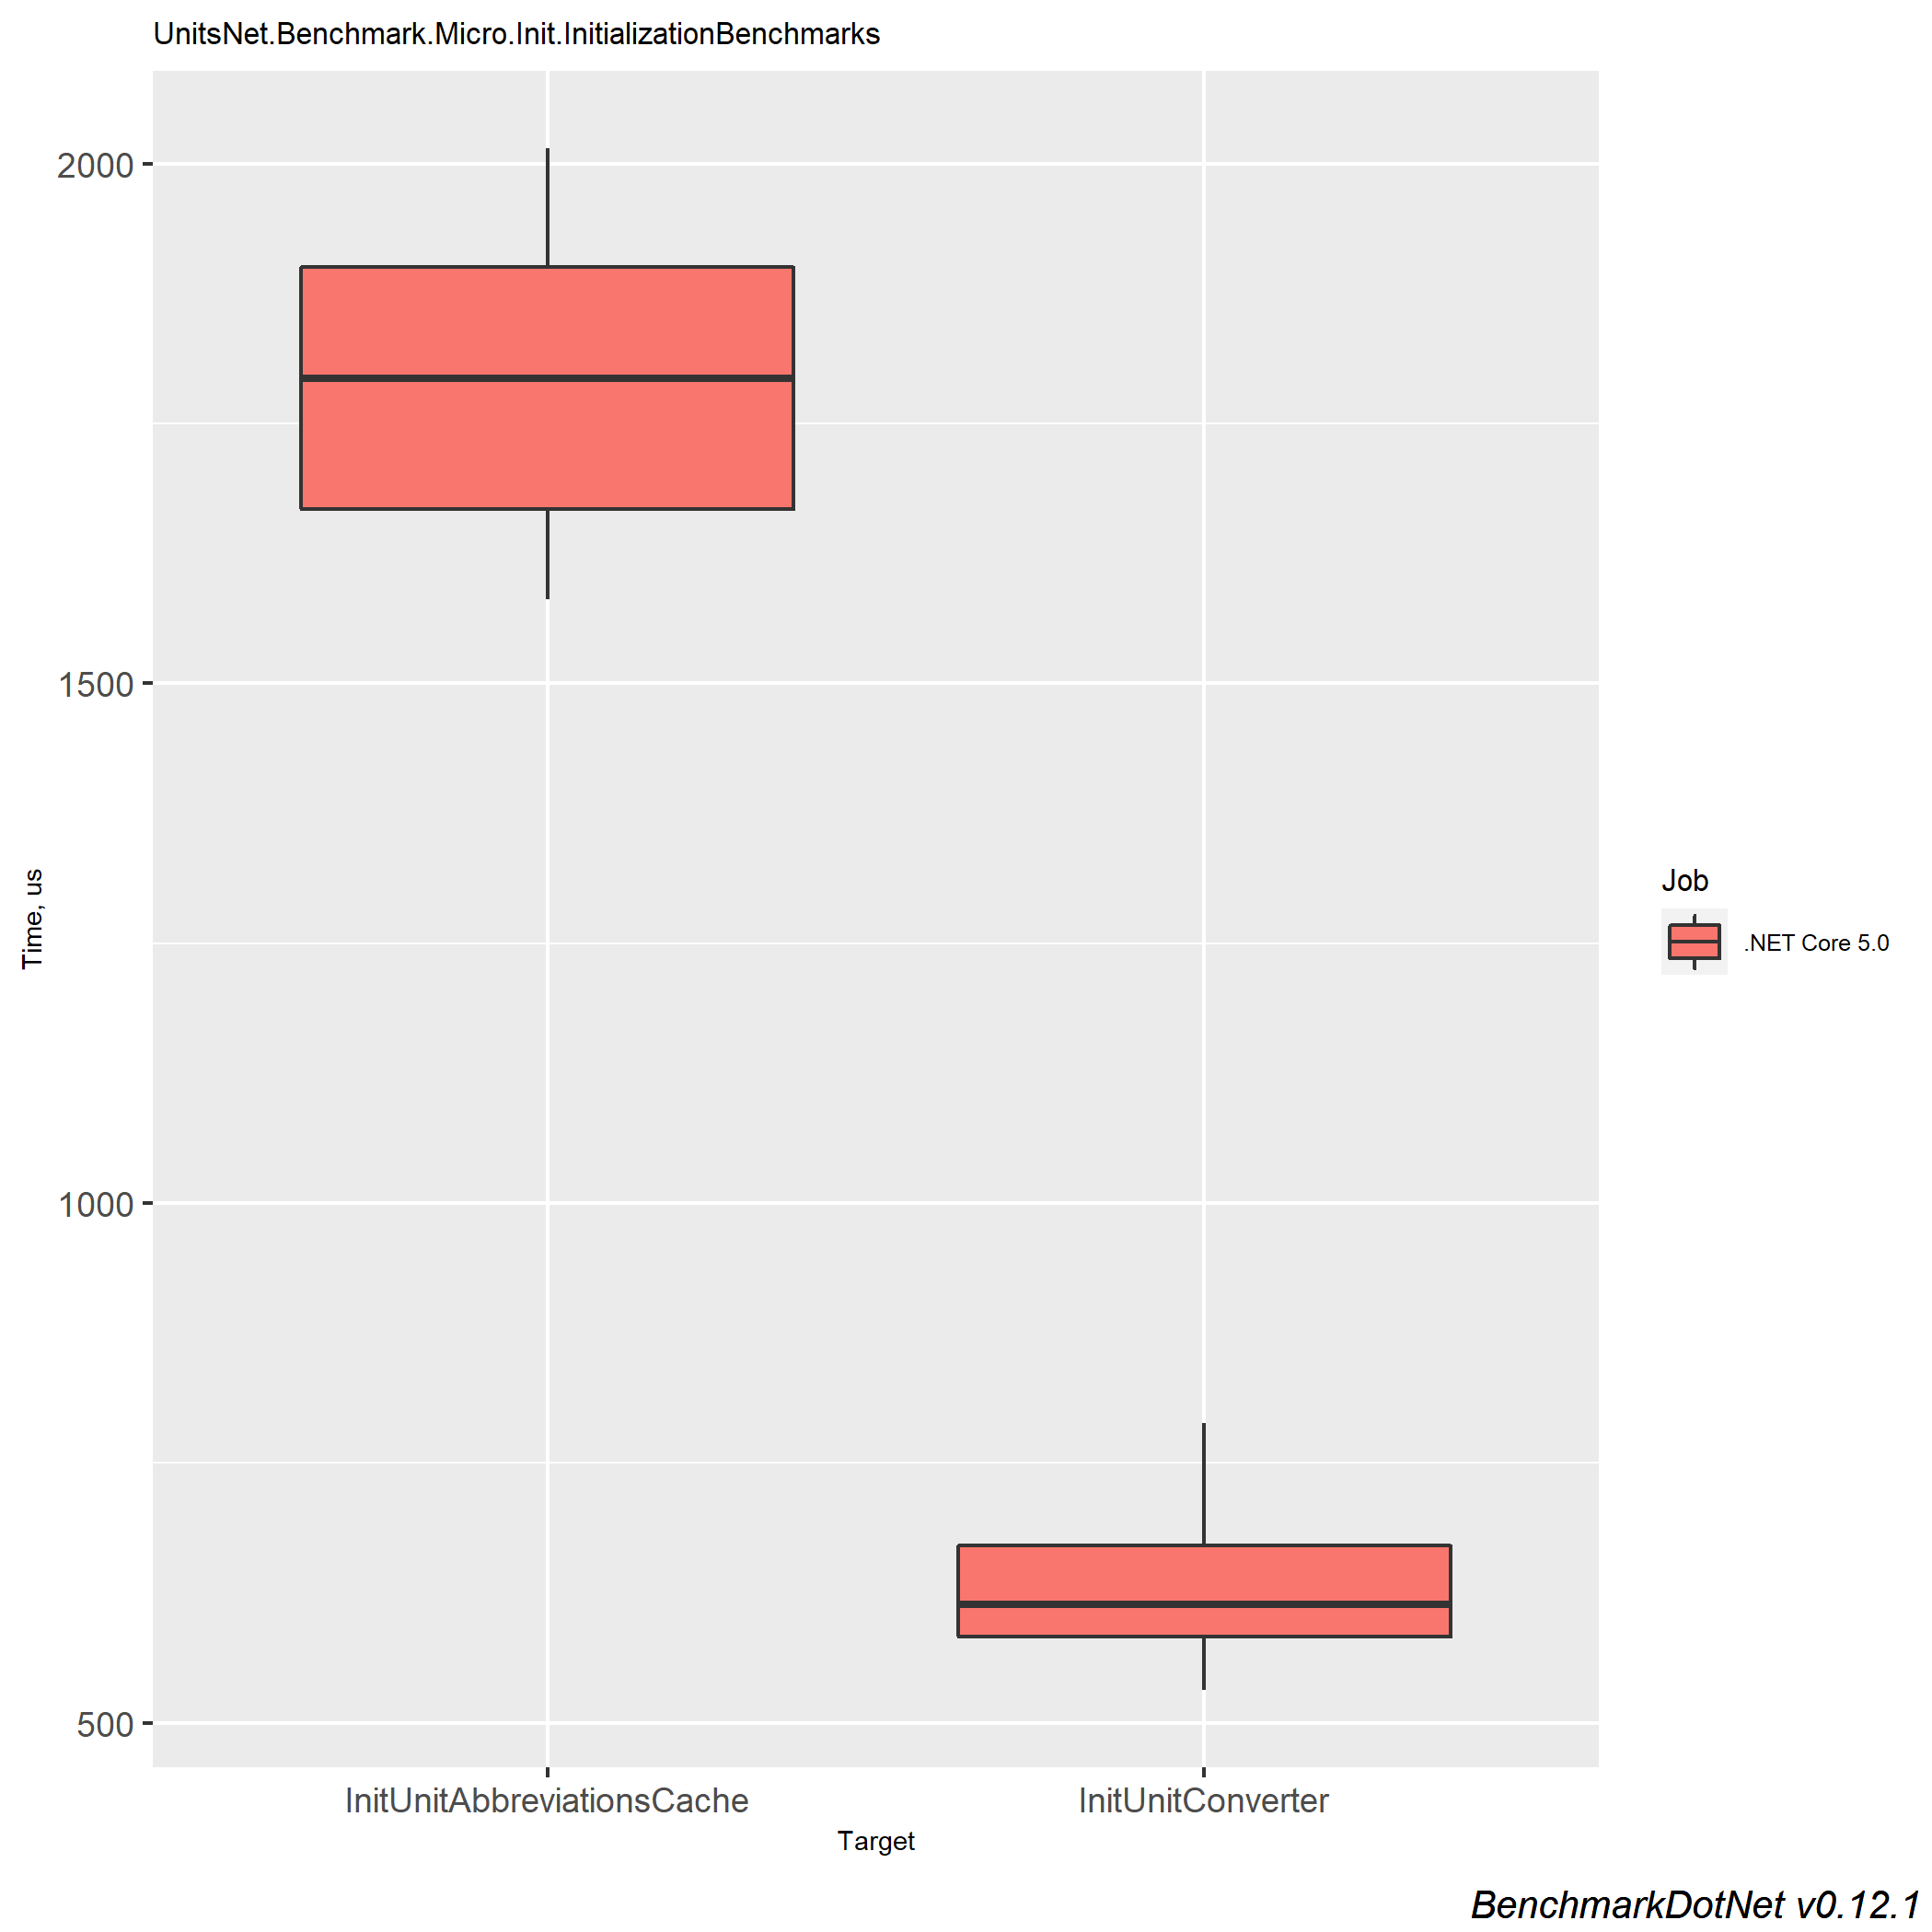 UnitsNet.Benchmark.Micro.Init.InitializationBenchmarks
2000
1500
1000
500
Time, us
InitUnitAbbreviationsCache
InitUnitConverter
Target
Job
.NET Core 5.0
BenchmarkDotNet v0.12.1